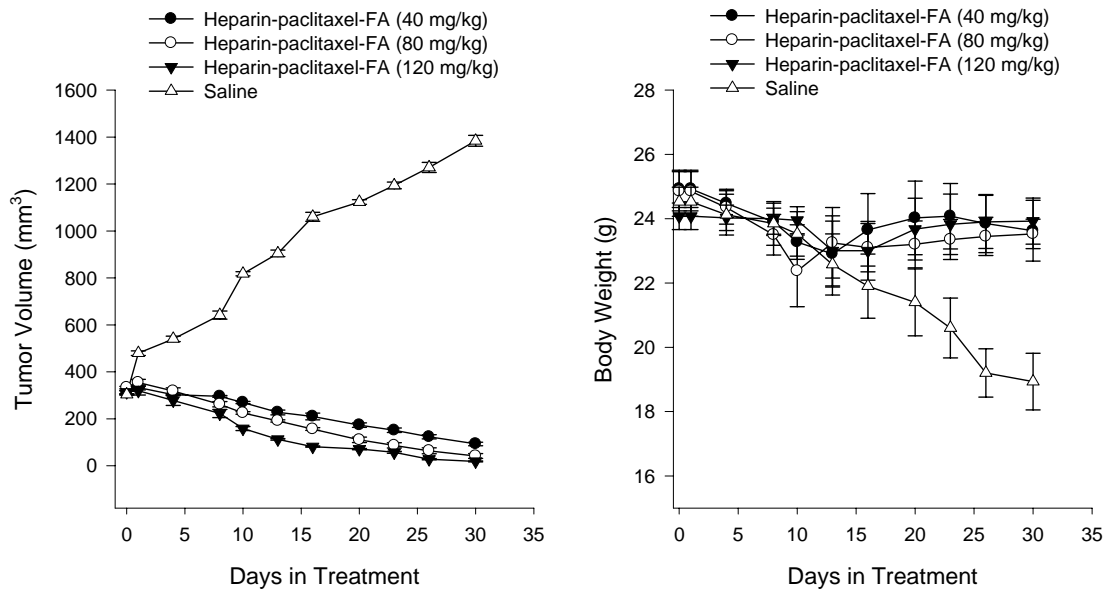 Heparin-paclitaxel-FA (40 mg/kg)
Heparin-paclitaxel-FA (80 mg/kg)
Heparin-paclitaxel-FA (120 mg/kg)
Saline
1600
1400
1200
1000
800
600
400
200
0
Tumor Volume (mm³)
0 5 10 15 20 25 30 35
Days in Treatment
Heparin-paclitaxel-FA (40 mg/kg)
Heparin-paclitaxel-FA (80 mg/kg)
Heparin-paclitaxel-FA (120 mg/kg)
Saline
28
26
24
22
20
18
16
Body Weight (g)
0 5 10 15 20 25 30 35
Days in Treatment